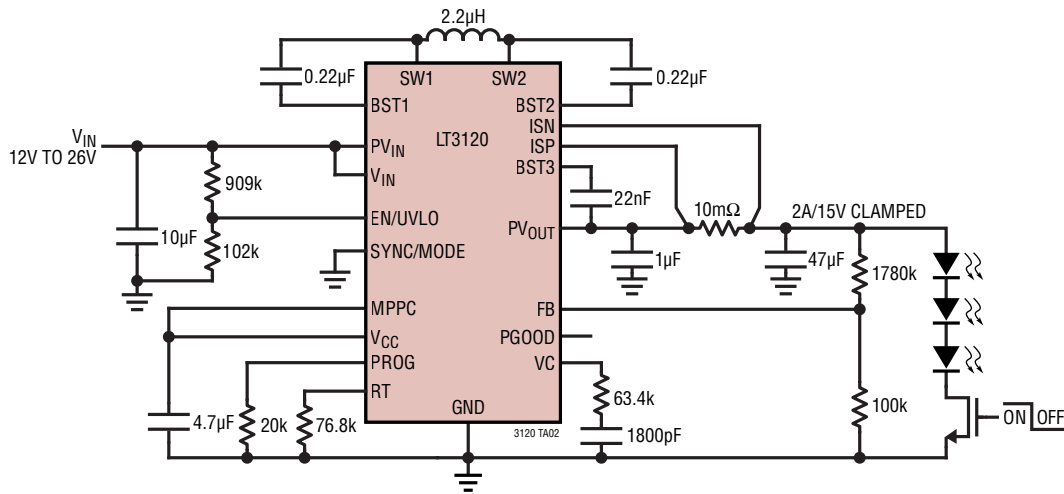 2.2µH
0.22µF
SW1
SW2
0.22µF
BST1
BST2
ISN
LT3120
ISP
VIN
12V TO 26V
PVIN
BST3
VIN
909k
22nF
10mΩ
2A/15V CLAMPED
EN/UVLO
PVOUT
10µF
102k
SYNC/MODE
1µF
47µF
1780k
MPPC
FB
VCC
PGOOD
PROG
VC
RT
63.4k
4.7µF
20k
76.8k
GND
100k
ON
OFF
3120 TA02
1800pF